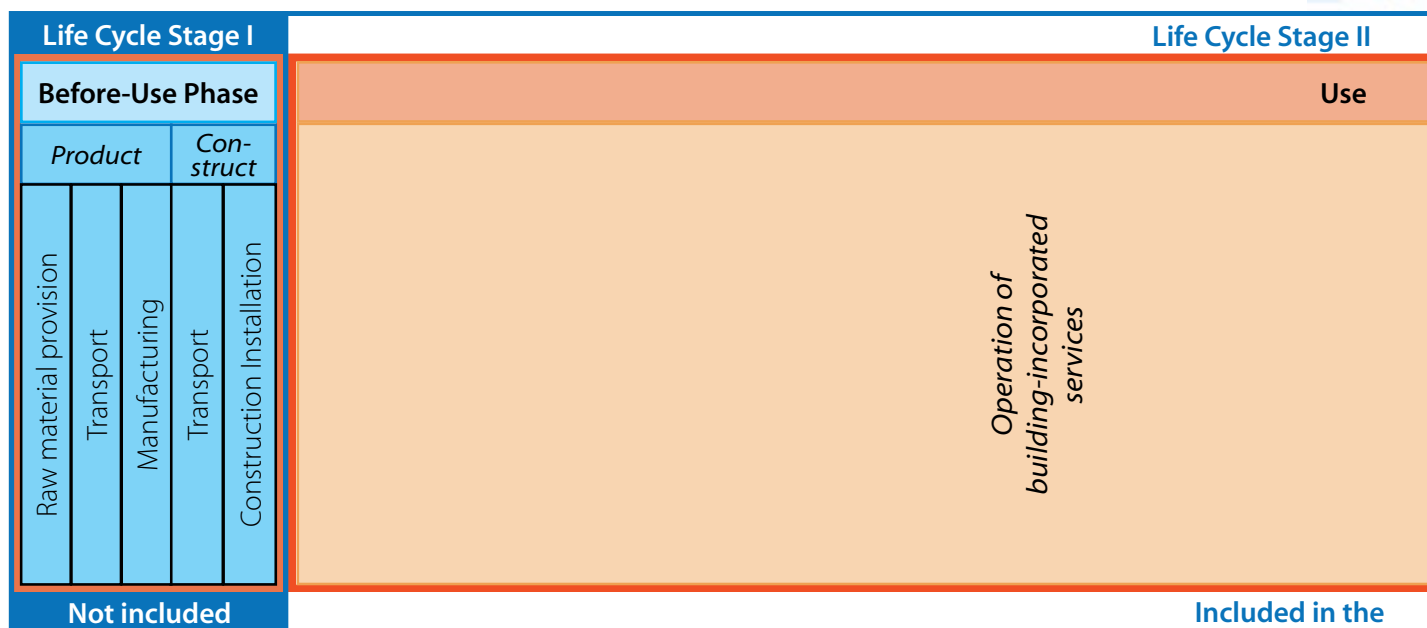 Life Cycle Stage I
Life Cycle Stage II
Before-Use Phase
Use
Product
Con-
struct
Raw material provision
Transport
Manufacturing
Transport
Construction Installation
Operation of
building-incorporated
services
Not included
Included in the